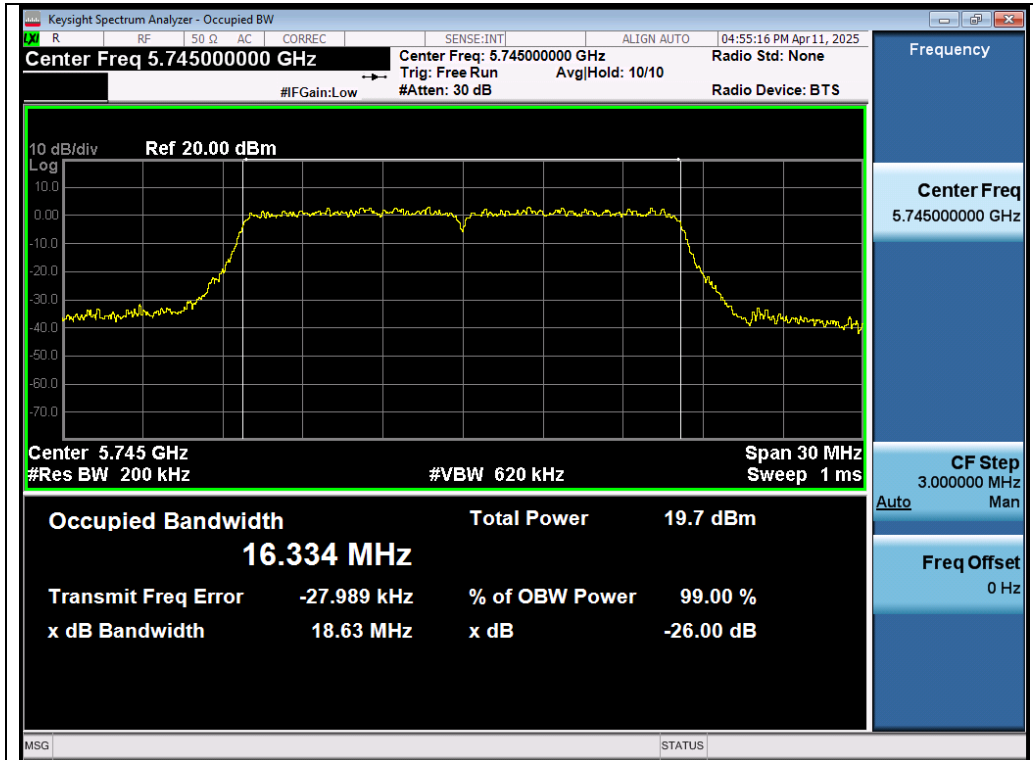 Keysight Spectrum Analyzer - Occupied BW
LXI R RF 50 Ω AC CORREC SENSE:INT ALIGN AUTO 04:55:16 PM Apr 11, 2025
Center Freq 5.745000000 GHz
Center Freq: 5.745000000 GHz
Radio Std: None
Trig: Free Run Avg|Hold: 10/10
#IFGain:Low
#Atten: 30 dB
Radio Device: BTS
10 dB/div Ref 20.00 dBm
Log
10.0
0.00
-10.0
-20.0
-30.0
-40.0
-50.0
-60.0
-70.0
Center 5.745 GHz Span 30 MHz
#Res BW 200 kHz #VBW 620 kHz Sweep 1 ms
Occupied Bandwidth Total Power 19.7 dBm
16.334 MHz
Transmit Freq Error -27.989 kHz % of OBW Power 99.00 %
x dB Bandwidth 18.63 MHz x dB -26.00 dB
Frequency
Center Freq
5.745000000 GHz
CF Step
3.000000 MHz
Auto Man
Freq Offset
0 Hz
MSG STATUS